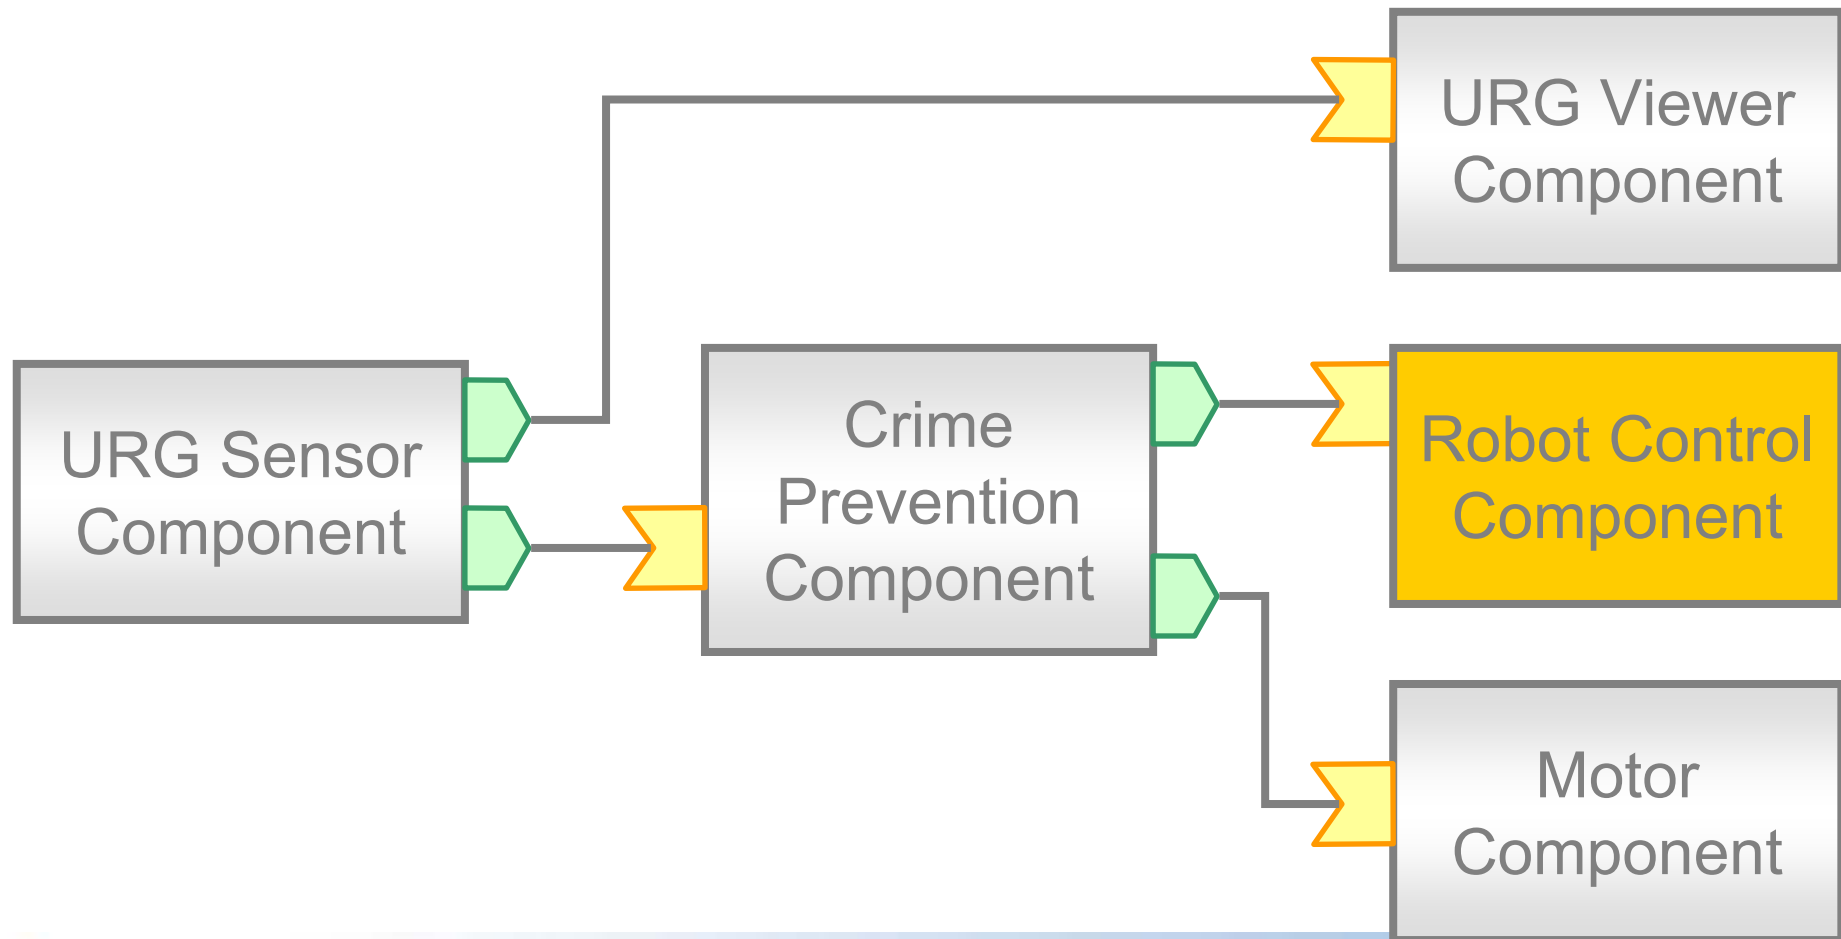 URG Viewer
Component
URG Sensor
Component
Crime
Prevention
Component
Robot Control
Component
Motor
Component